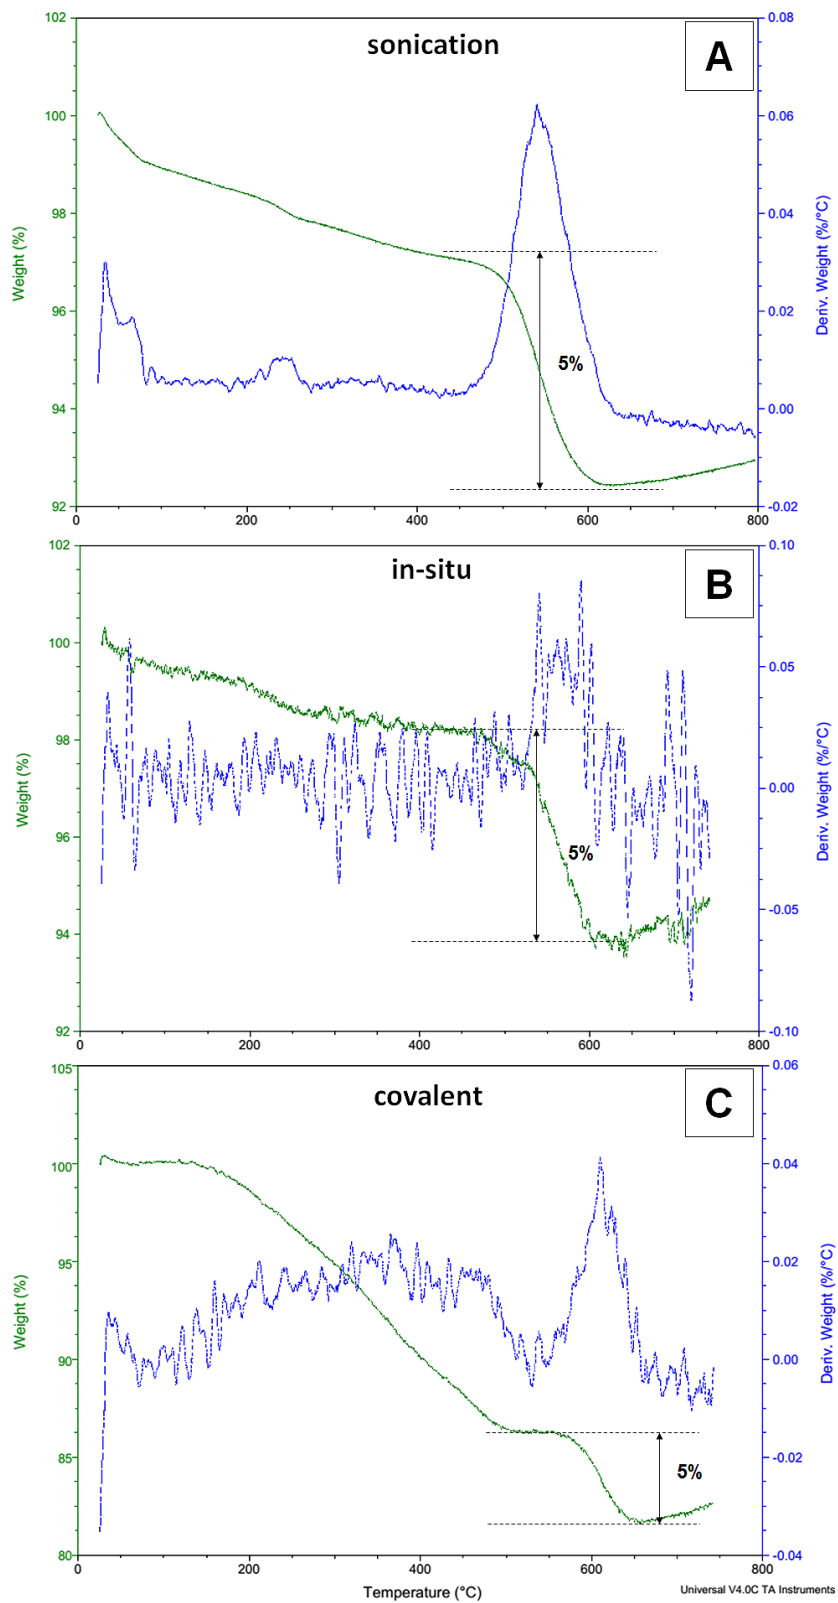 sonication
A
102
100
98
96
94
92
Weight (%)
0.08
0.06
0.04
0.02
0.00
-0.02
Deriv. Weight (%/°C)
5%
0 200 400 600 800
in-situ
B
102
100
98
96
94
92
Weight (%)
0.10
0.05
0.00
-0.05
-0.10
Deriv. Weight (%/°C)
5%
0 200 400 600 800
covalent
C
105
100
95
90
85
80
Weight (%)
0.06
0.04
0.02
0.00
-0.02
-0.04
Deriv. Weight (%/°C)
5%
0 200 400 600 800
Temperature (°C)
Universal V4.0C TA Instruments